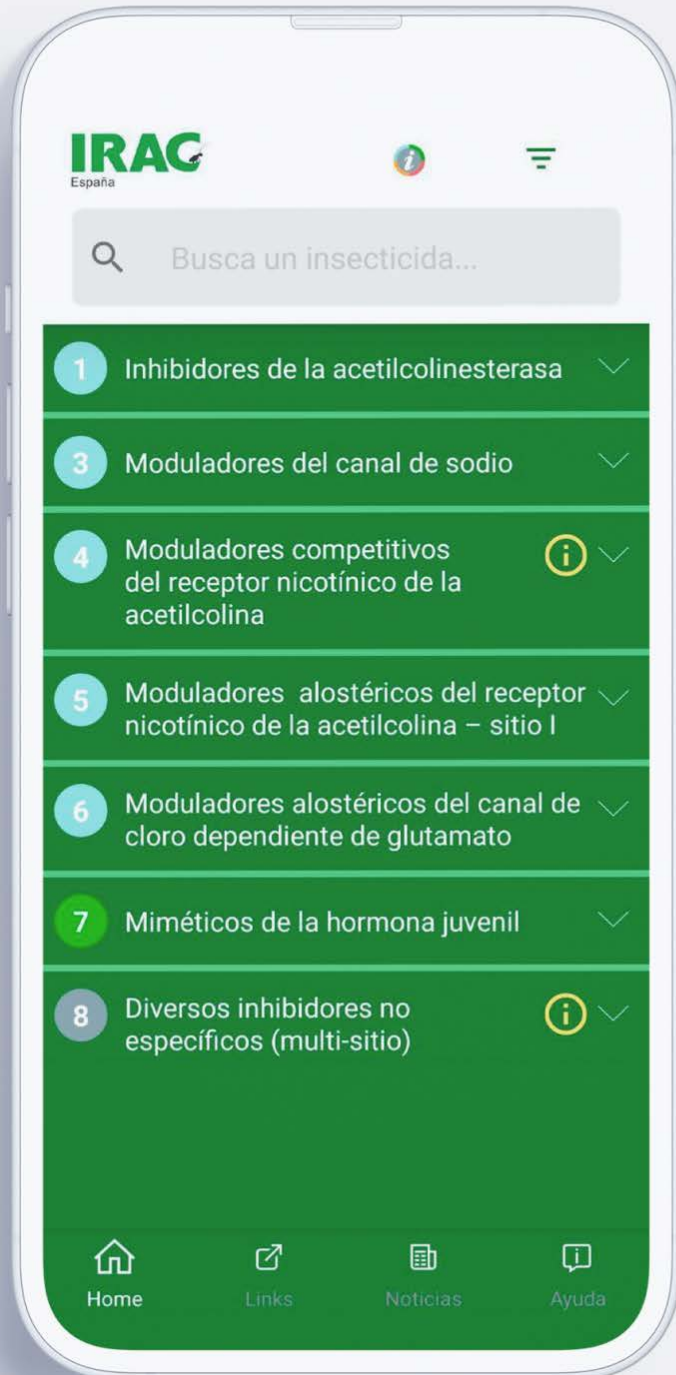 IRAC
España
Busca un insecticida...
1 Inhibidores de la acetilcolinesterasa
3 Moduladores del canal de sodio
4 Moduladores competitivos
del receptor nicotínico de la
acetilcolina
5 Moduladores alostéricos del receptor
nicotínico de la acetilcolina – sitio I
6 Moduladores alostéricos del canal de
cloro dependiente de glutamato
7 Miméticos de la hormona juvenil
8 Diversos inhibidores no
específicos (multi-sitio)
Home Links Noticias Ayuda